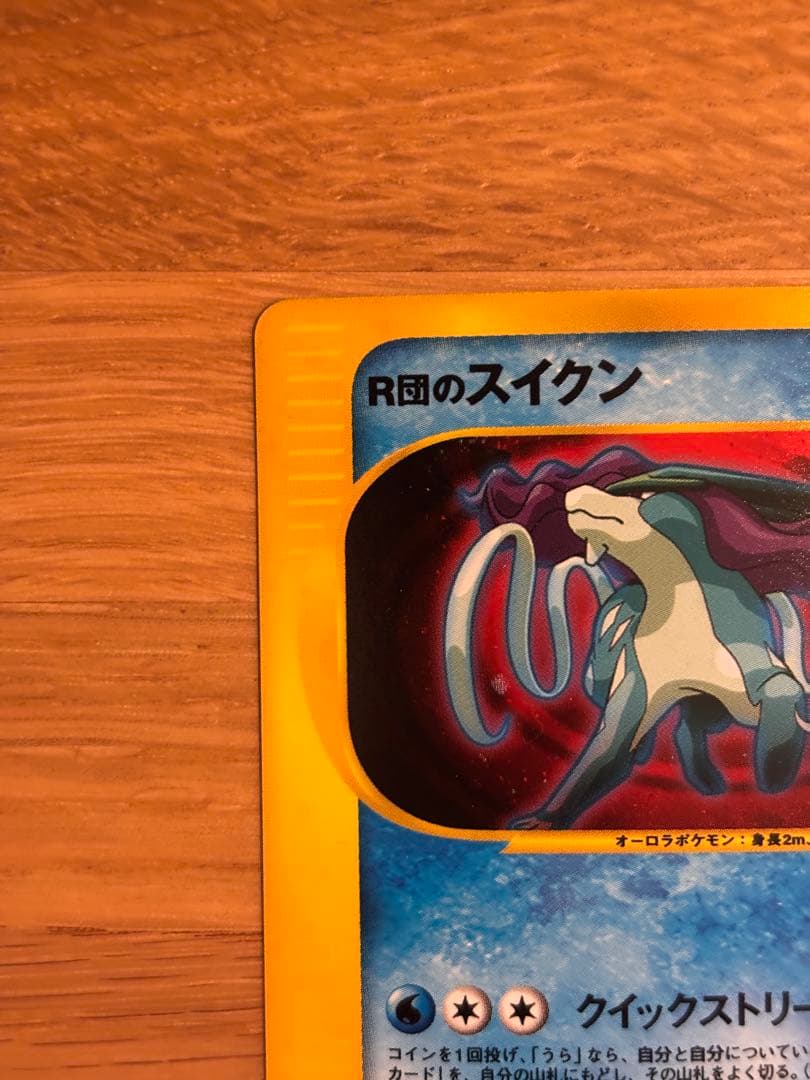 R団のスイクン
オーロラポケモン：身長2m、
クイックストリー
コインを1回投げ、「うら」なら、自分と自分についてい
カード」を、自分の山札にもどし、その山札をよく切る。